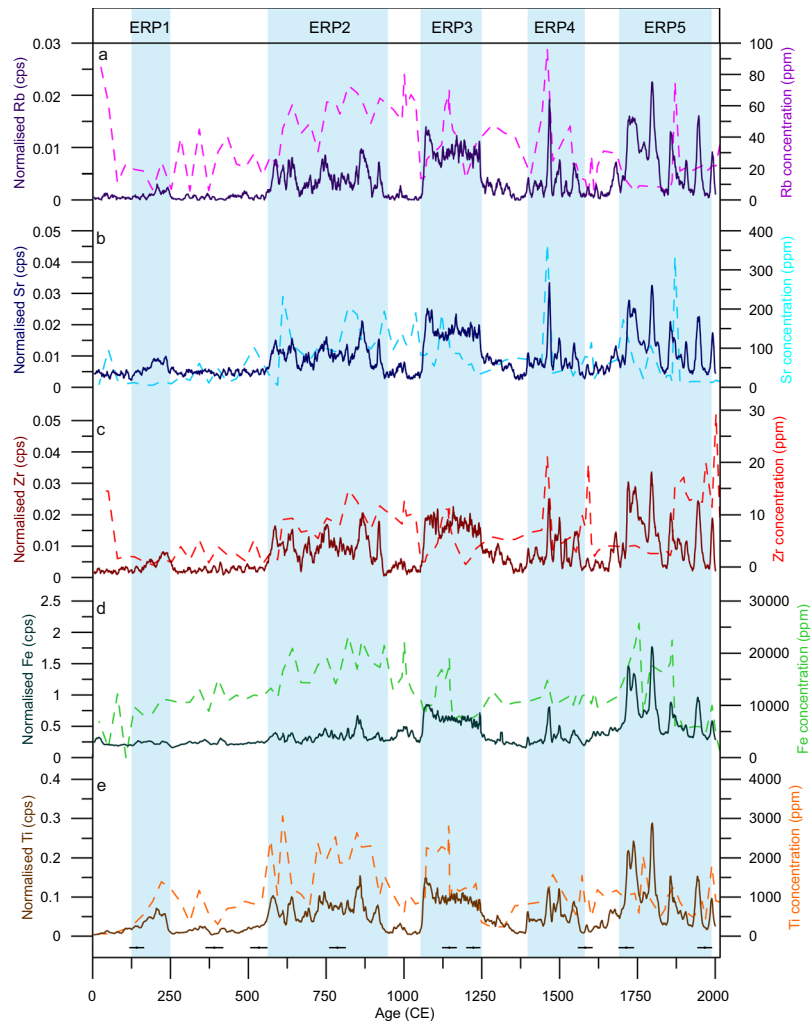 ERP1 ERP2 ERP3 ERP4 ERP5
a
Normalised Rb (cps)
0.03
0.02
0.01
0
100
80
60
40
20
0
Rb concentration (ppm)
b
Normalised Sr (cps)
0.05
0.04
0.03
0.02
0.01
0
400
300
200
100
0
Sr concentration (ppm)
c
Normalised Zr (cps)
0.05
0.04
0.03
0.02
0.01
0
30
20
10
0
Zr concentration (ppm)
d
Normalised Fe (cps)
2.5
2
1.5
1
0.5
0
30000
20000
10000
0
Fe concentration (ppm)
e
Normalised Ti (cps)
0.4
0.3
0.2
0.1
0
4000
3000
2000
1000
0
Ti concentration (ppm)
0 250 500 750 1000 1250 1500 1750 2000
Age (CE)